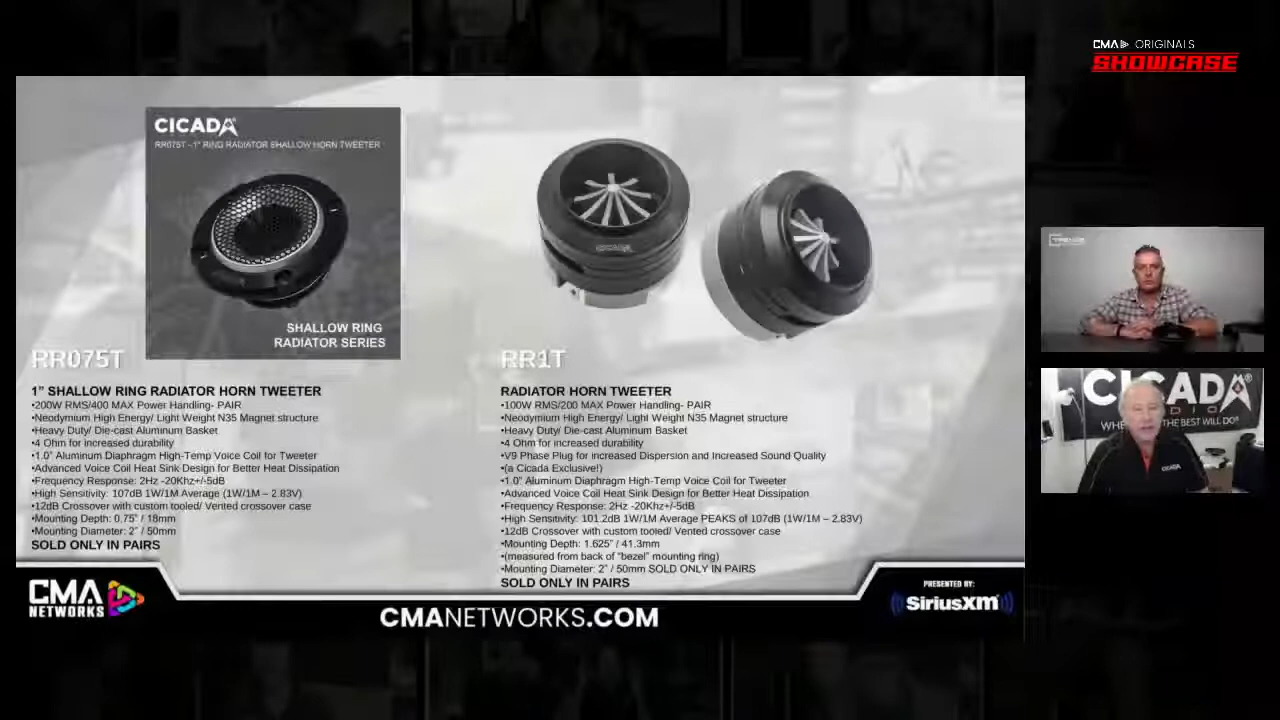 CMA ORIGINALS
SHOWCASE
CICADA
RR075T - 1" RING RADIATOR SHALLOW HORN TWEETER
SHALLOW RING
RADIATOR SERIES
RR075T
1” SHALLOW RING RADIATOR HORN TWEETER
•200W RMS/400 MAX Power Handling- PAIR
•Neodymium High Energy/ Light Weight N35 Magnet structure
•Heavy Duty/ Die-cast Aluminum Basket
•4 Ohm for increased durability
•1.0” Aluminum Diaphragm High-Temp Voice Coil for Tweeter
•Advanced Voice Coil Heat Sink Design for Better Heat Dissipation
•Frequency Response: 2Hz -20Khz+/-5dB
•High Sensitivity: 107dB 1W/1M Average (1W/1M – 2.83V)
•12dB Crossover with custom tooled/ Vented crossover case
•Mounting Depth: 0.75” / 18mm
•Mounting Diameter: 2” / 50mm
SOLD ONLY IN PAIRS
CICADA
RR1T
RADIATOR HORN TWEETER
•100W RMS/200 MAX Power Handling- PAIR
•Neodymium High Energy/ Light Weight N35 Magnet structure
•Heavy Duty/ Die-cast Aluminum Basket
•4 Ohm for increased durability
•V9 Phase Plug for increased Dispersion and Increased Sound Quality
•(a Cicada Exclusive!)
•1.0” Aluminum Diaphragm High-Temp Voice Coil for Tweeter
•Advanced Voice Coil Heat Sink Design for Better Heat Dissipation
•Frequency Response: 2Hz -20Khz+/-5dB
•High Sensitivity: 101.2dB 1W/1M Average PEAKS of 107dB (1W/1M – 2.83V)
•12dB Crossover with custom tooled/ Vented crossover case
•Mounting Depth: 1.625” / 41.3mm
•(measured from back of “bezel” mounting ring)
•Mounting Diameter: 2” / 50mm SOLD ONLY IN PAIRS
SOLD ONLY IN PAIRS
CICADA
THE BEST WILL DO
CICADA
CMA
NETWORKS
CMANETWORKS.COM
PRESENTED BY:
SiriusXM